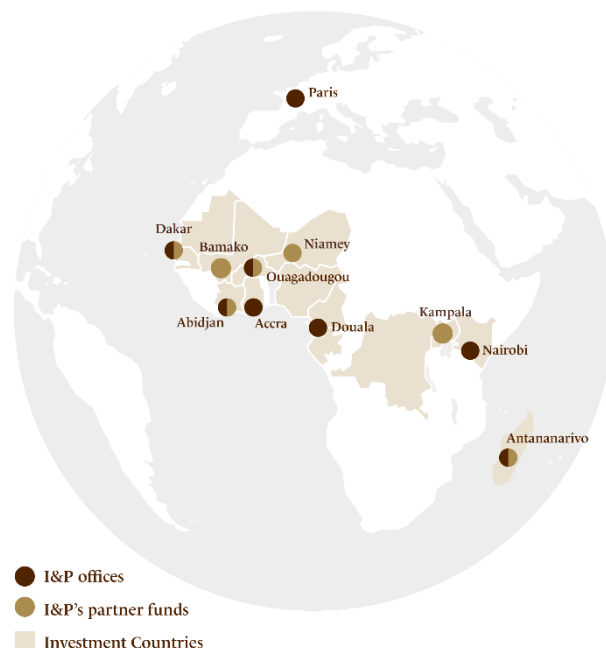 Paris
Dakar
Bamako
Niamey
Ouagadougou
Abidjan
Accra
Douala
Kampala
Nairobi
Antananarivo
I&P offices
I&P's partner funds
Investment Countries